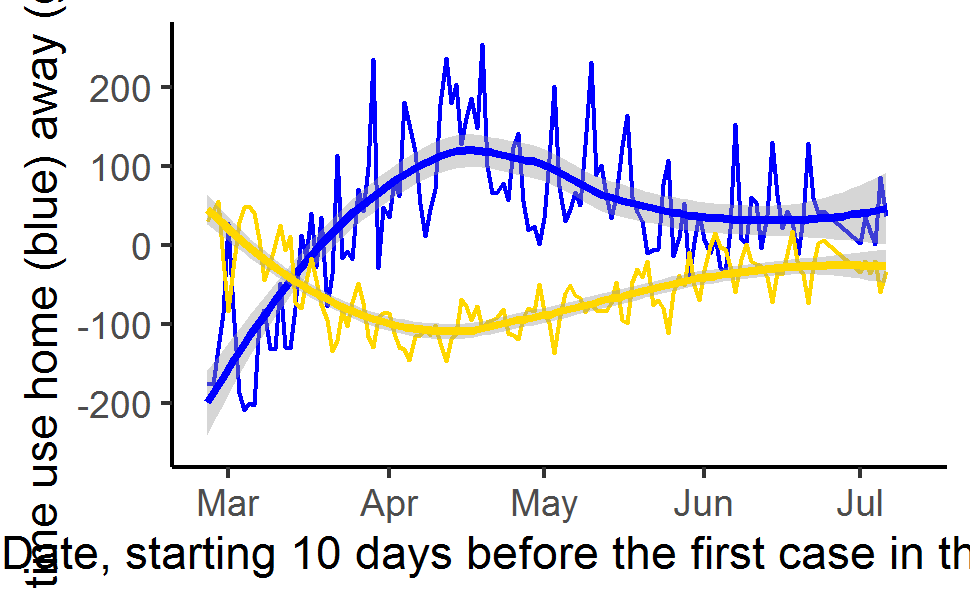 time use home (blue) away (
200
100
0
-100
-200
Mar Apr May Jun Jul
Date, starting 10 days before the first case in th